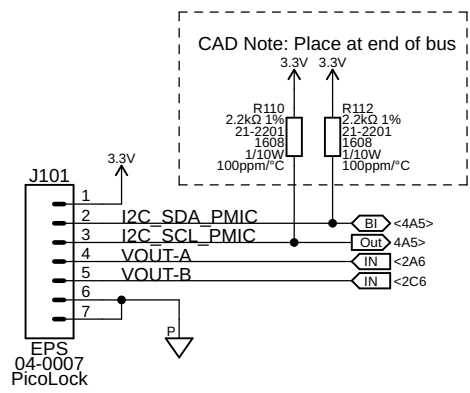 CAD Note: Place at end of bus
3.3V 3.3V
R110
2.2kΩ 1%
21-2201
1608
1/10W
100ppm/°C
R112
2.2kΩ 1%
21-2201
1608
1/10W
100ppm/°C
3.3V
J101
1
2 I2C_SDA_PMIC BI <4A5>
3 I2C_SCL_PMIC Out 4A5>
4 VOUT-A IN <2A6
5 VOUT-B IN <2C6
6
7
P
EPS
04-0007
PicoLock